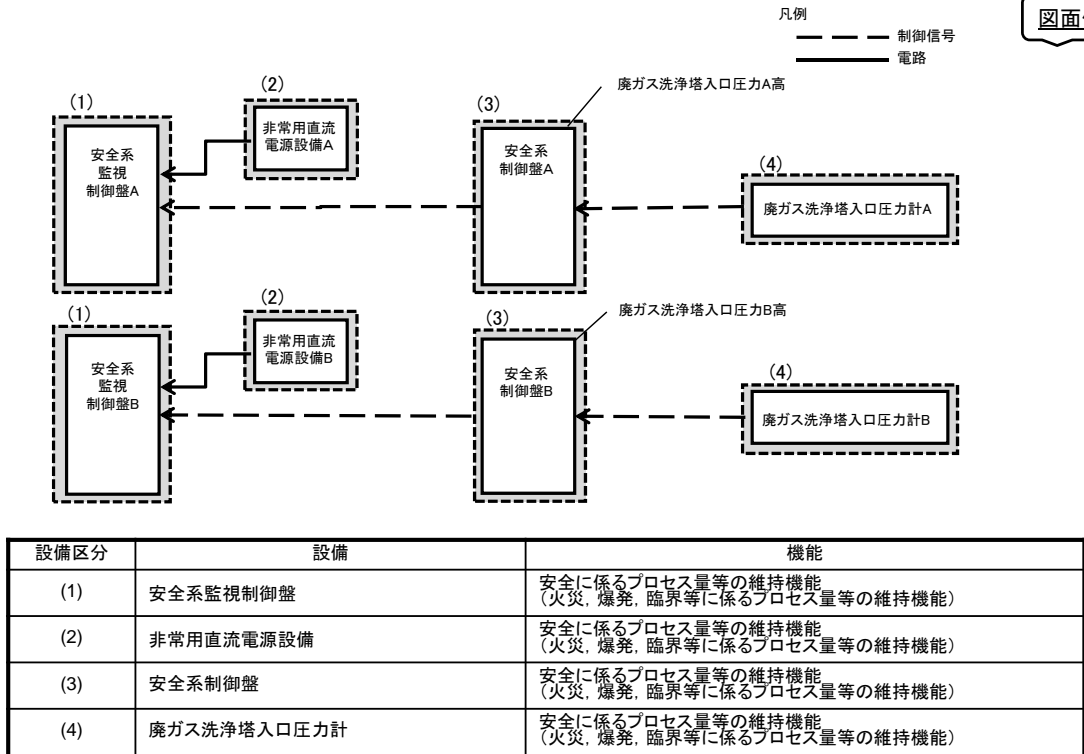 凡例
制御信号
電路
図面
(1)
安全系
監視
制御盤A
(2)
非常用直流
電源設備A
(3)
廃ガス洗浄塔入口圧力A高
安全系
制御盤A
(4)
廃ガス洗浄塔入口圧力計A
(1)
安全系
監視
制御盤B
(2)
非常用直流
電源設備B
(3)
廃ガス洗浄塔入口圧力B高
安全系
制御盤B
(4)
廃ガス洗浄塔入口圧力計B
設備区分 設備 機能
(1) 安全系監視制御盤 安全に係るプロセス量等の維持機能
(火災，爆発，臨界等に係るプロセス量等の維持機能)
(2) 非常用直流電源設備 安全に係るプロセス量等の維持機能
(火災，爆発，臨界等に係るプロセス量等の維持機能)
(3) 安全系制御盤 安全に係るプロセス量等の維持機能
(火災，爆発，臨界等に係るプロセス量等の維持機能)
(4) 廃ガス洗浄塔入口圧力計 安全に係るプロセス量等の維持機能
(火災，爆発，臨界等に係るプロセス量等の維持機能)